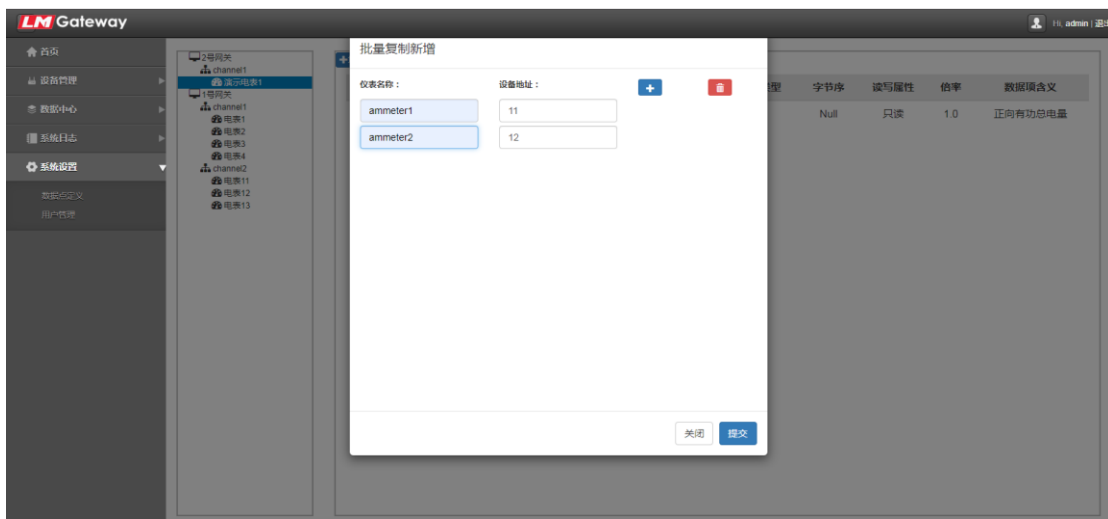 LM Gateway
Hi, admin | 退出
首页
设备管理
数据中心
系统日志
系统设置
数据点定义
用户管理
2号网关
channel1
演示电表1
1号网关
channel1
电表1
电表2
电表3
电表4
channel2
电表11
电表12
电表13
批量复制新增
仪表名称：
设备地址：
ammeter1
11
ammeter2
12
关闭
提交
型
字节序
读写属性
倍率
数据项含义
Null
只读
1.0
正向有功总电量